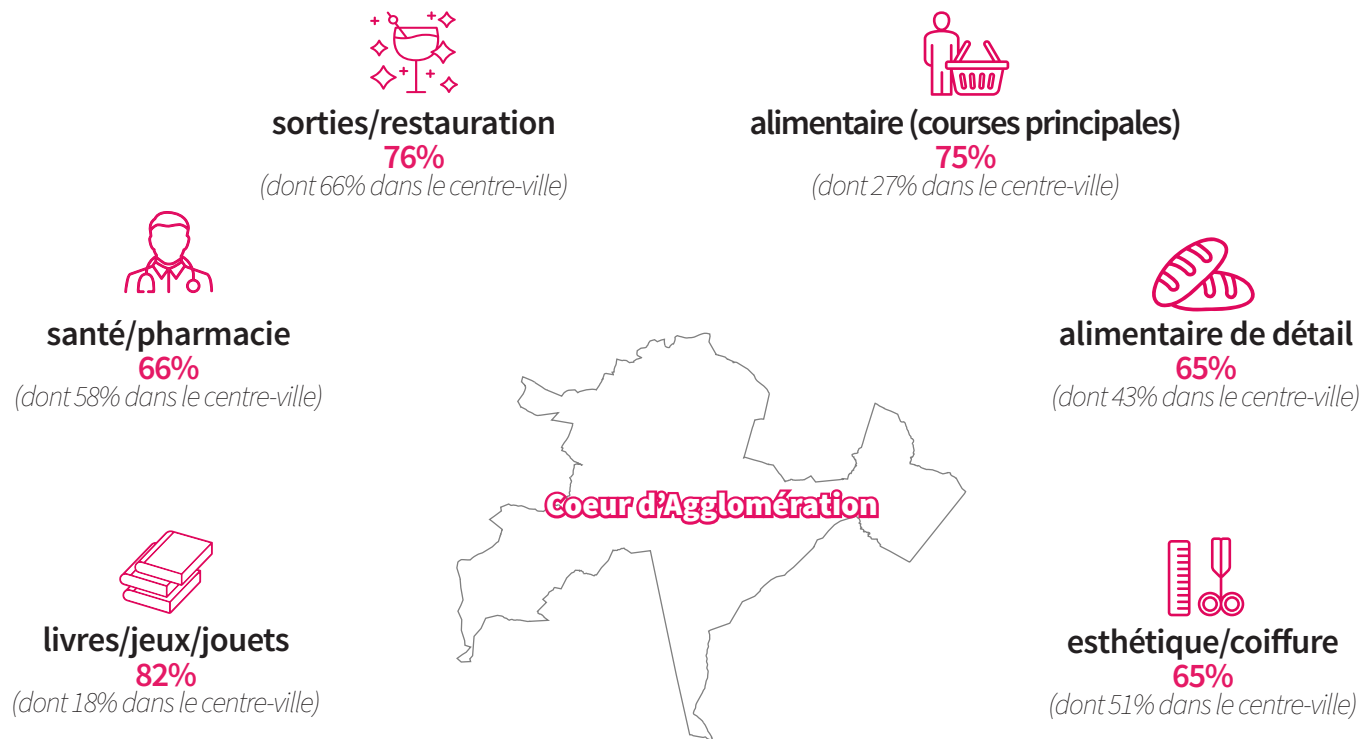 sorties/restauration
76%
(dont 66% dans le centre-ville)
alimentaire (courses principales)
75%
(dont 27% dans le centre-ville)
santé/pharmacie
66%
(dont 58% dans le centre-ville)
alimentaire de détail
65%
(dont 43% dans le centre-ville)
Coeur d'Agglomération
livres/jeux/jouets
82%
(dont 18% dans le centre-ville)
esthétique/coiffure
65%
(dont 51% dans le centre-ville)